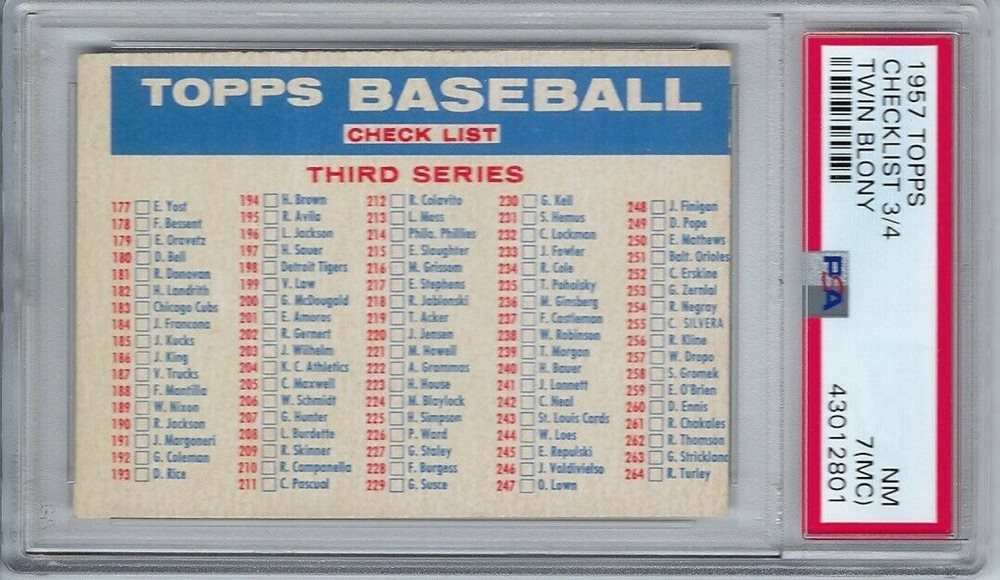 TOPPS BASEBALL
CHECK LIST
THIRD SERIES
177 E. Yost
178 F. Bessent
179 E. Oravetz
180 D. Bell
181 R. Donovan
182 H. Landrith
183 Chicago Cubs
184 J. Francona
185 J. Kucks
186 J. King
187 V. Trucks
188 F. Mantilla
189 W. Nixon
190 R. Jackson
191 J. Margoneri
192 G. Coleman
193 D. Rice
194 H. Brown
195 R. Avila
196 L. Jackson
197 H. Sauer
198 Detroit Tigers
199 V. Law
200 G. McDougald
201 E. Amoros
202 R. Gernert
203 J. Wilhelm
204 K. C. Athletics
205 C. Maxwell
206 W. Schmidt
207 G. Hunter
208 L. Burdette
209 R. Skinner
210 R. Campanella
211 C. Pascual
212 R. Colavito
213 L. Moss
214 Phila. Phillies
215 E. Slaughter
216 M. Grissom
217 E. Stephens
218 R. Jablonski
219 T. Acker
220 J. Jensen
221 M. Howell
222 A. Grammas
223 H. House
224 M. Blaylock
225 H. Simpson
226 P. Ward
227 G. Staley
228 F. Burgess
229 G. Susce
230 G. Kell
231 S. Hemus
232 C. Lockman
233 J. Fowler
234 R. Cole
235 T. Poholsky
236 M. Ginsberg
237 F. Castleman
238 W. Robinson
239 T. Morgan
240 H. Bauer
241 J. Lonnett
242 C. Neal
243 St. Louis Cards
244 W. Loes
245 E. Repulski
246 J. Valdivielso
247 O. Lown
248 J. Finigan
249 D. Pope
250 E. Mathews
251 Balt. Orioles
252 C. Erskine
253 G. Zernial
254 R. Negray
255 C. SILVERA
256 R. Kline
257 W. Dropo
258 S. Gromek
259 E. O'Brien
260 D. Ennis
261 R. Chakales
262 R. Thomson
263 G. Stricklan
264 R. Turley
1957 TOPPS
CHECKLIST 3/4
TWIN BLONY
PSA
NM
7(MC)
43012801